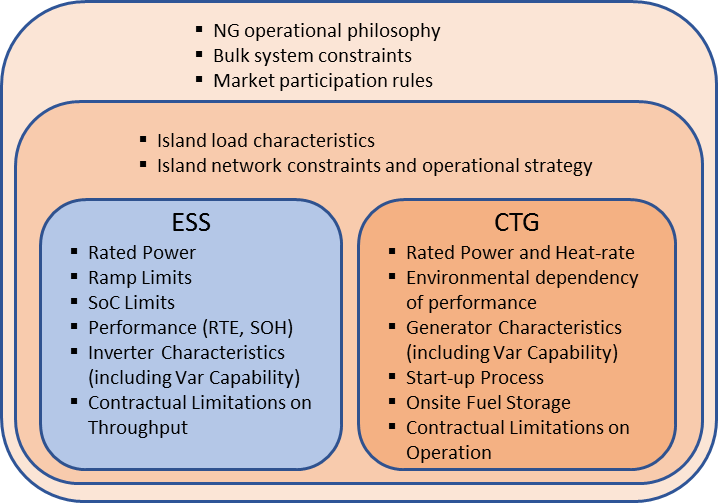 ▪ NG operational philosophy
▪ Bulk system constraints
▪ Market participation rules
▪ Island load characteristics
▪ Island network constraints and operational strategy
ESS
▪ Rated Power
▪ Ramp Limits
▪ SoC Limits
▪ Performance (RTE, SOH)
▪ Inverter Characteristics
(including Var Capability)
▪ Contractual Limitations on
Throughput
CTG
▪ Rated Power and Heat-rate
▪ Environmental dependency
of performance
▪ Generator Characteristics
(including Var Capability)
▪ Start-up Process
▪ Onsite Fuel Storage
▪ Contractual Limitations on
Operation